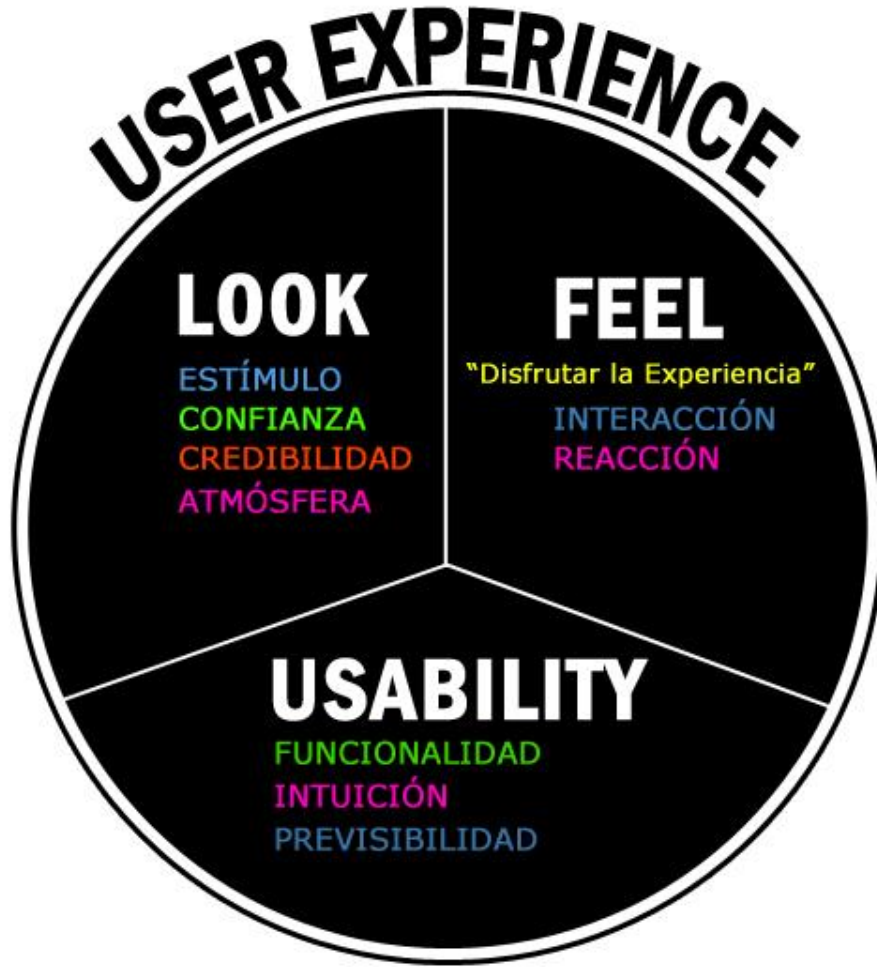 USER EXPERIENCE
LOOK
ESTÍMULO
CONFIANZA
CREDIBILIDAD
ATMÓSFERA
FEEL
“Disfrutar la Experiencia”
INTERACCIÓN
REACCIÓN
USABILITY
FUNCIONALIDAD
INTUICIÓN
PREVISIBILIDAD